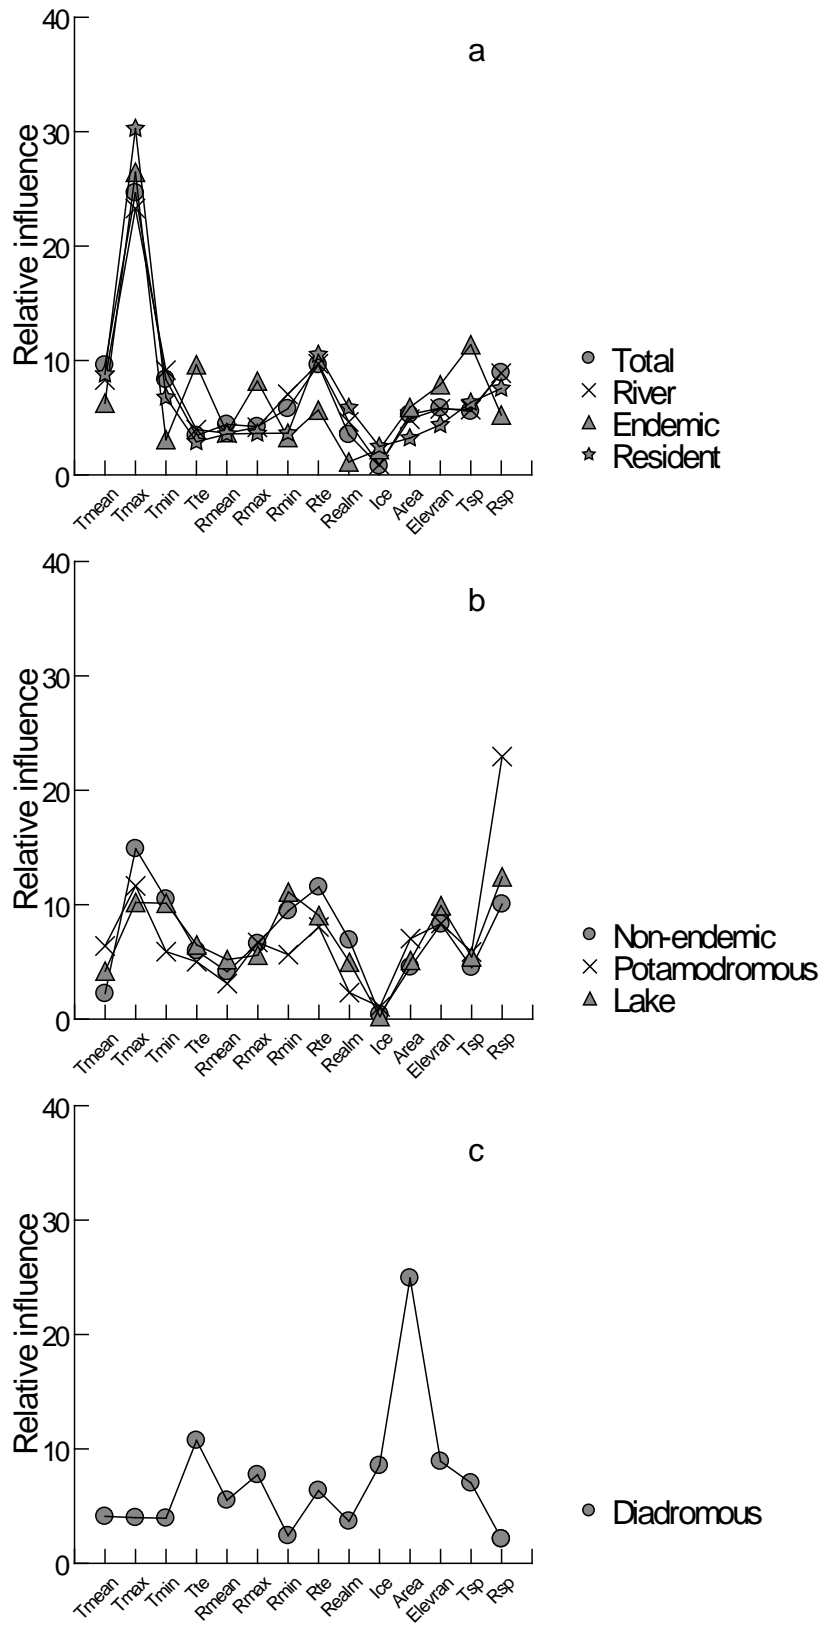 a
40
30
20
10
0
Relative influence
Tmean Tmax Tmin Tte Rmean Rmax Rmin Rte Realm Ice Area Elevran Tsp Rsp
Total
River
Endemic
Resident
b
40
30
20
10
0
Relative influence
Tmean Tmax Tmin Tte Rmean Rmax Rmin Rte Realm Ice Area Elevran Tsp Rsp
Non-endemic
Potamodromous
Lake
c
40
30
20
10
0
Relative influence
Tmean Tmax Tmin Tte Rmean Rmax Rmin Rte Realm Ice Area Elevran Tsp Rsp
Diadromous